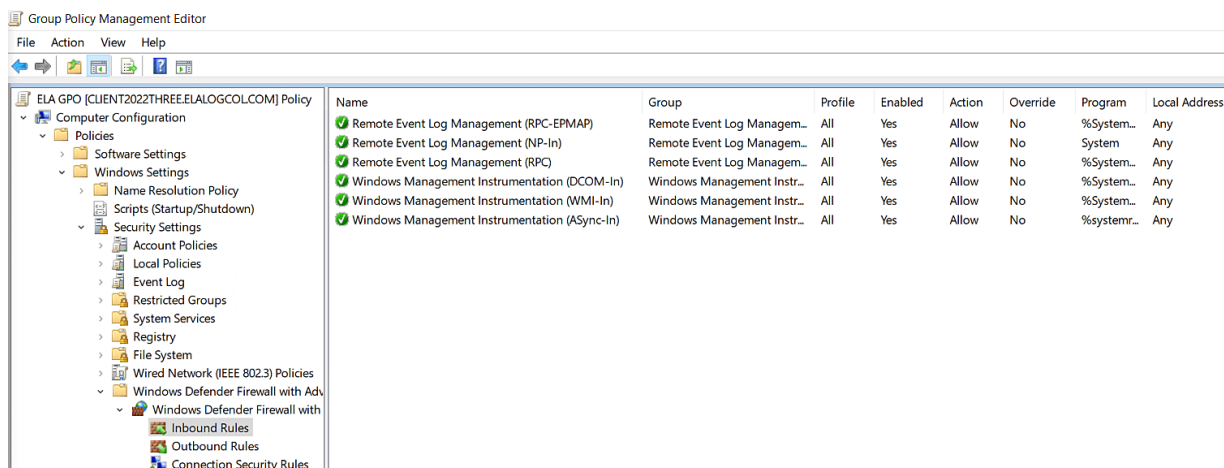 Group Policy Management Editor
File Action View Help
ELA GPO [CLIENT2022THREE.ELALOGCOL.COM] Policy
Computer Configuration
Policies
Software Settings
Windows Settings
Name Resolution Policy
Scripts (Startup/Shutdown)
Security Settings
Account Policies
Local Policies
Event Log
Restricted Groups
System Services
Registry
File System
Wired Network (IEEE 802.3) Policies
Windows Defender Firewall with Adv
Windows Defender Firewall with
Inbound Rules
Outbound Rules
Connection Security Rules
Name Group Profile Enabled Action Override Program Local Address
Remote Event Log Management (RPC-EPMAP) Remote Event Log Managem... All Yes Allow No %System... Any
Remote Event Log Management (NP-In) Remote Event Log Managem... All Yes Allow No System Any
Remote Event Log Management (RPC) Remote Event Log Managem... All Yes Allow No %System... Any
Windows Management Instrumentation (DCOM-In) Windows Management Instr... All Yes Allow No %System... Any
Windows Management Instrumentation (WMI-In) Windows Management Instr... All Yes Allow No %System... Any
Windows Management Instrumentation (ASync-In) Windows Management Instr... All Yes Allow No %systemr... Any